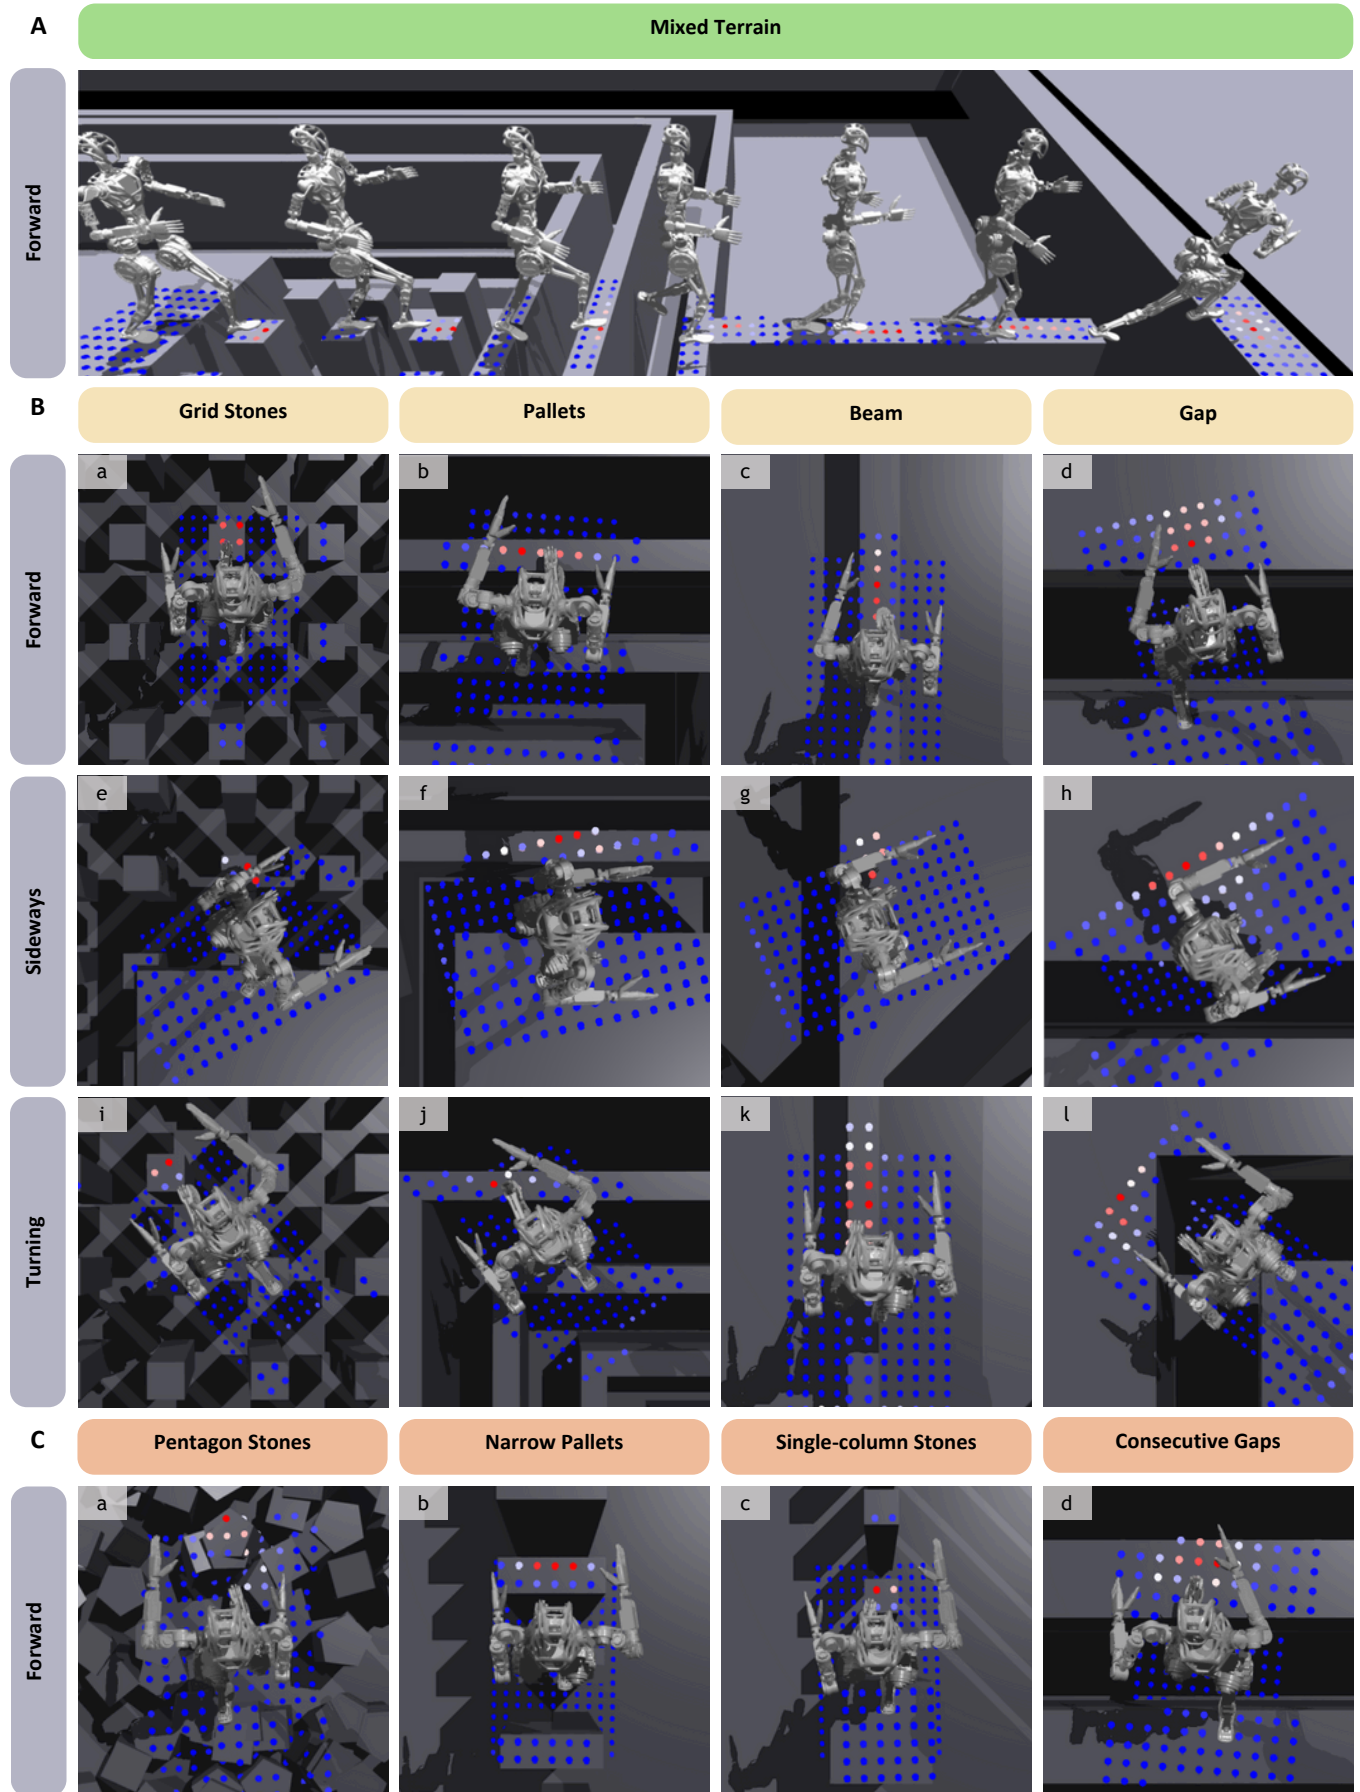 A
Mixed Terrain
Forward
B
Grid Stones
Pallets
Beam
Gap
Forward
a
b
c
d
Sideways
e
f
g
h
Turning
i
j
k
l
C
Pentagon Stones
Narrow Pallets
Single-column Stones
Consecutive Gaps
Forward
a
b
c
d